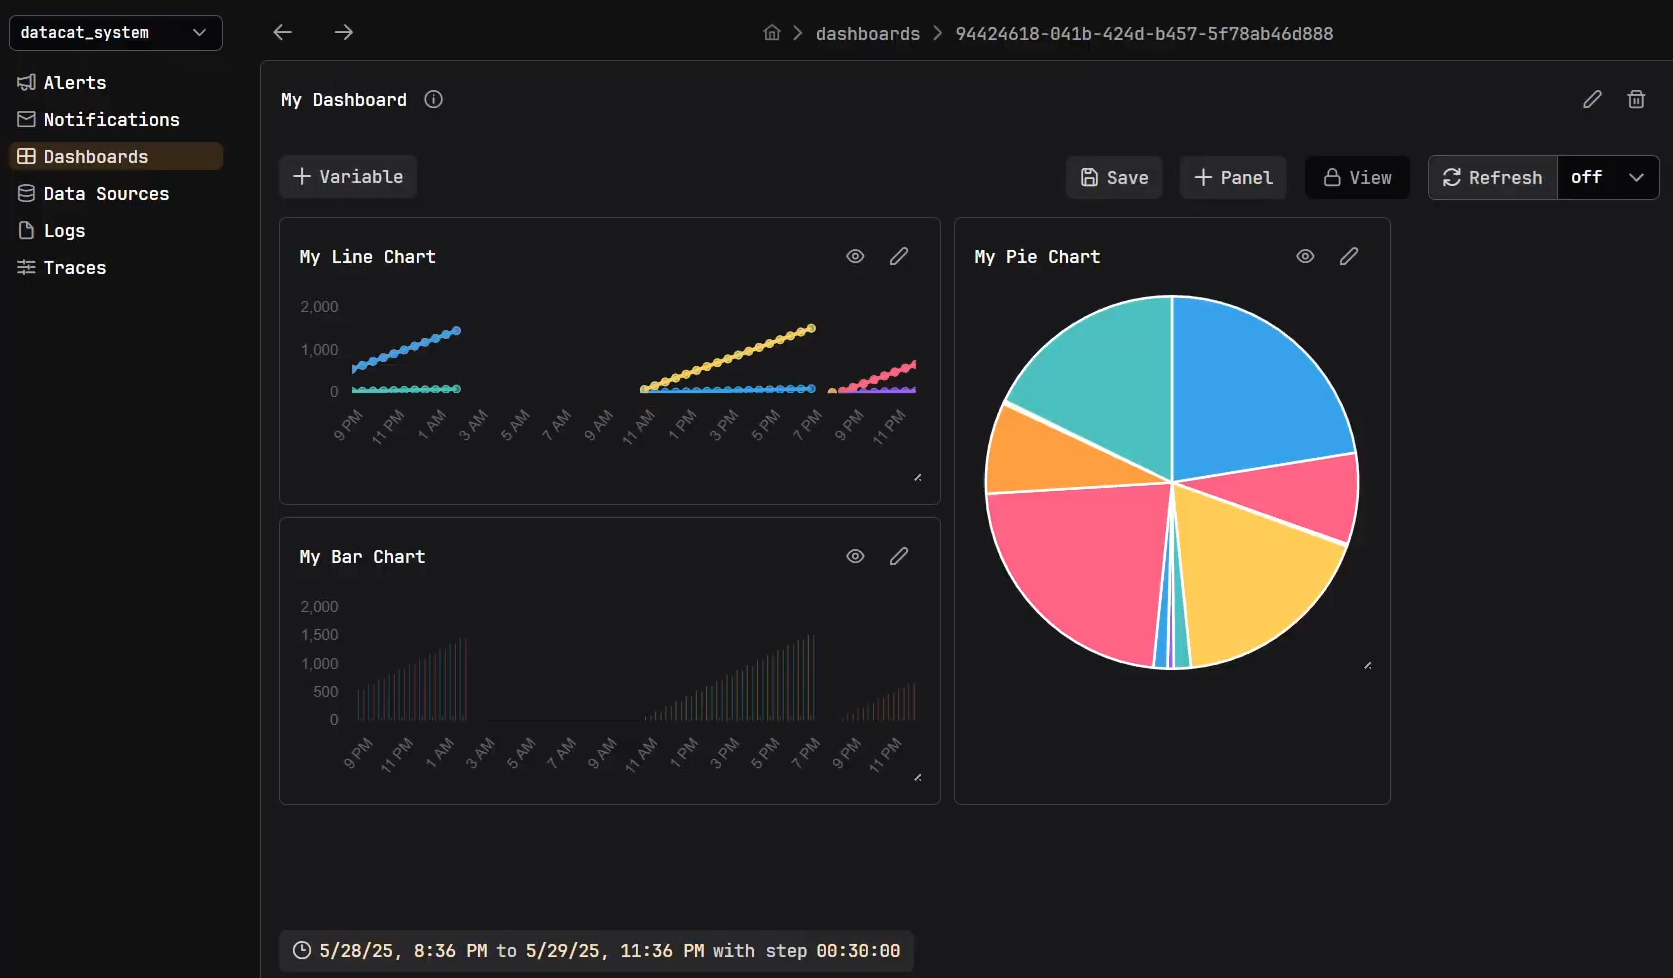 datacat_system
Alerts
Notifications
Dashboards
Data Sources
Logs
Traces
dashboards
94424618-041b-424d-b457-5f78ab46d888
My Dashboard
Variable
Save
Panel
View
Refresh
off
My Line Chart
2,000
1,000
0
9 PM
11 PM
1 AM
3 AM
5 AM
7 AM
9 AM
11 AM
1 PM
3 PM
5 PM
7 PM
9 PM
11 PM
My Pie Chart
My Bar Chart
2,000
1,500
1,000
500
0
9 PM
11 PM
1 AM
3 AM
5 AM
7 AM
9 AM
11 AM
1 PM
3 PM
5 PM
7 PM
9 PM
11 PM
5/28/25, 8:36 PM to 5/29/25, 11:36 PM with step 00:30:00